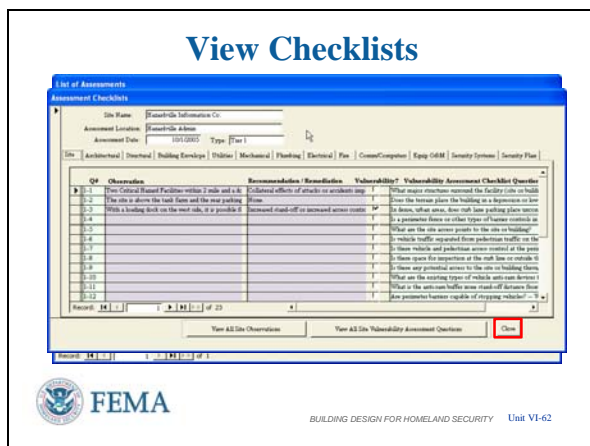 View Checklists
List of Assessments
Assessment Checklists
Site Name: Hazardville Information Co.
Assessment Location: Hazardville Admin
Assessment Date: 10/1/2005 Type: Tier 1
Site Architectural Structural Building Envelope Utilities Mechanical Plumbing Electrical Fire Comm/Computer Equip O&M Security Systems Security Plan
Q# Observation Recommendation / Remediation Vulnerability? Vulnerability Assessment Checklist Question
1-1 Two Critical Hazard Facilities within 2 mile and a Collateral effects of attacks or accidents What major structures surround the facility (site or
1-2 The site is above the tank farm and the rear parking None. Does the terrain place the building in a depression or low
1-3 With a loading dock on the west side, it is possible Increased stand-off or increased access In dense, urban areas, does curb lane parking place
1-4 Is a perimeter fence or other types of barrier controls in
1-5 What are the site access points to the site or building?
1-6 Is vehicle traffic separated from pedestrian traffic on the
1-7 Is there vehicle and pedestrian access control at the
1-8 Is there space for inspection at the curb line or outside
1-9 Is there any potential access to the site or building
1-10 What are the existing types of vehicle anti-ram devices
1-11 What is the anti-ram buffer zone stand-off distance from
1-12 Are perimeter barriers capable of stopping vehicles?
Record: 1 of 23
View All Site Observations View All Site Vulnerability Assessment Questions Close
Record: 1 of 1
FEMA
BUILDING DESIGN FOR HOMELAND SECURITY Unit VI-62